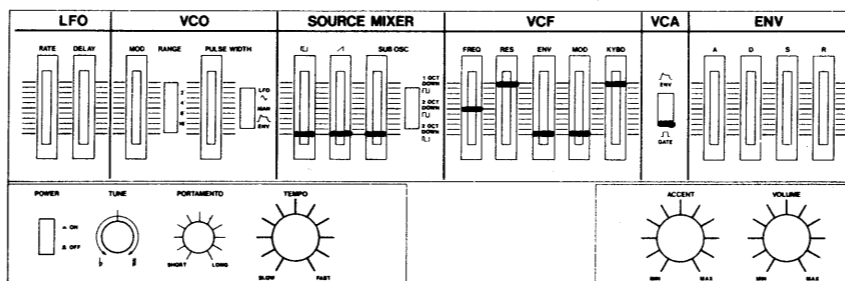 LFO VCO SOURCE MIXER VCF VCA ENV
RATE DELAY MOD RANGE PULSE WIDTH SUB OSC FREQ RES ENV MOD KYBD A D S R
LFO
MAN
ENV
2
4
8
16
1 OCT
DOWN
2 OCT
DOWN
2 OCT
DOWN
ENV
GATE
POWER TUNE PORTAMENTO TEMPO ACCENT VOLUME
ON
OFF
SHORT LONG SLOW FAST MIN MAX MIN MAX